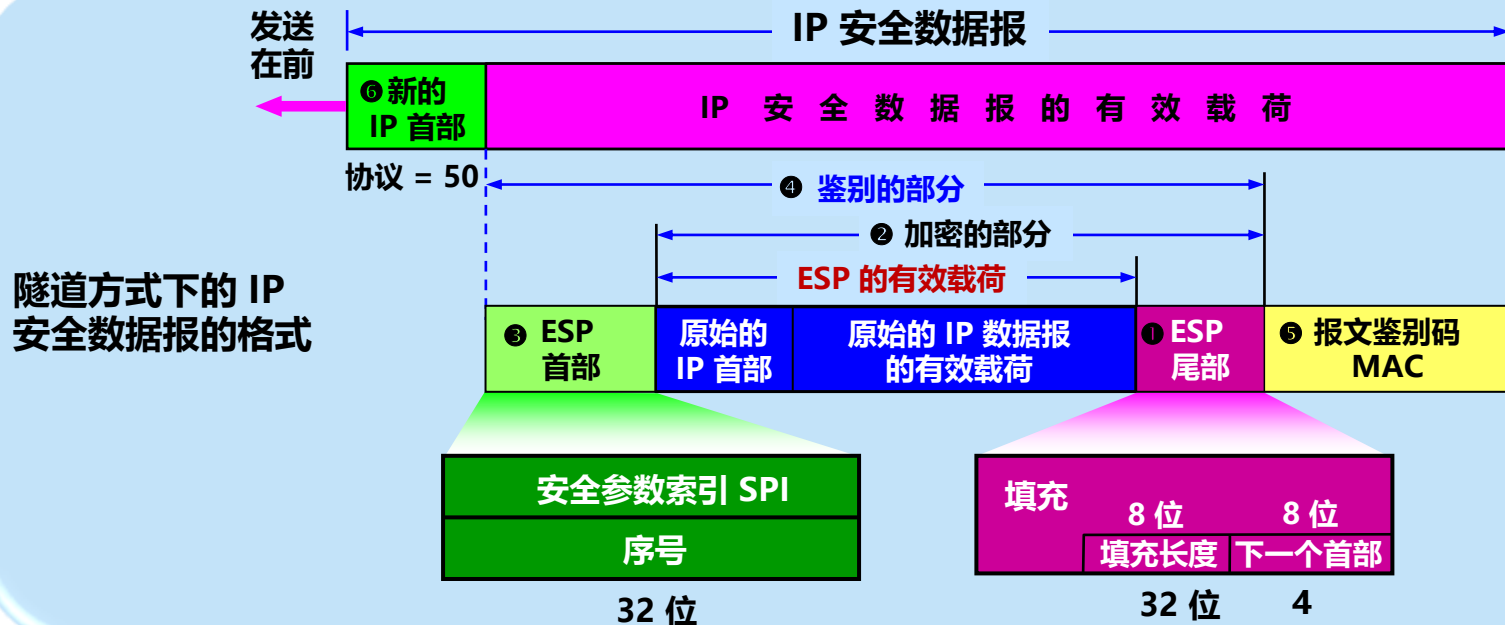 发送
在前
IP 安全数据报
❻新的
IP 首部
IP 安 全 数 据 报 的 有 效 载 荷
协议 = 50
❹ 鉴别的部分
❷ 加密的部分
ESP 的有效载荷
隧道方式下的 IP
安全数据报的格式
❸ ESP
首部
原始的
IP 首部
原始的 IP 数据报
的有效载荷
❶ESP
尾部
❺ 报文鉴别码
MAC
安全参数索引 SPI
序号
32 位
填充
8 位
8 位
填充长度
下一个首部
32 位
4